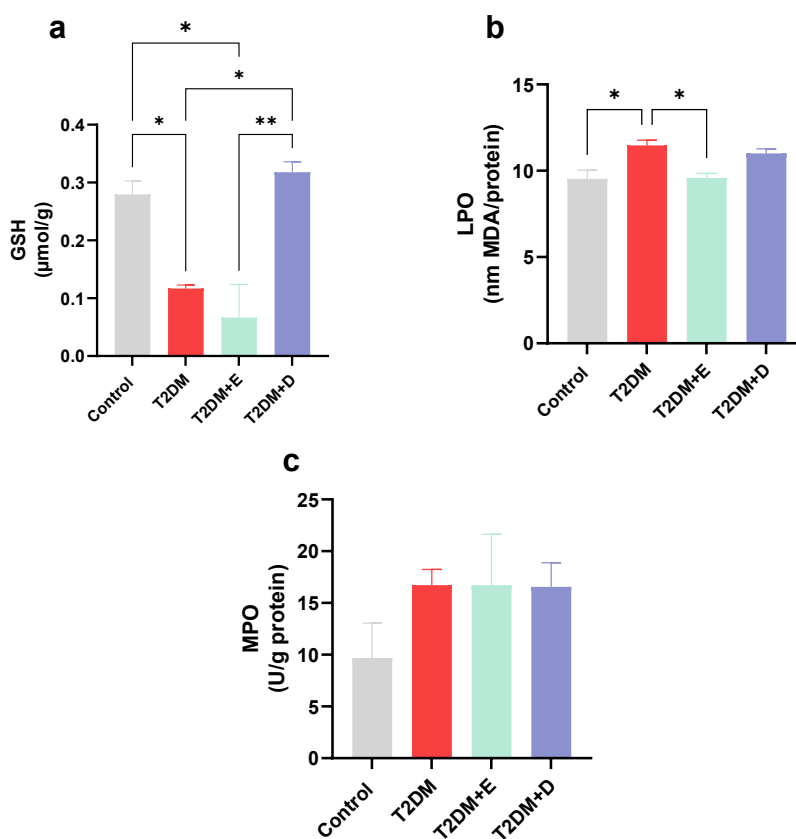 a
*
*
*
**
0.4
0.3
0.2
0.1
0.0
GSH
(µmol/g)
Control
T2DM
T2DM+E
T2DM+D
b
*
*
15
10
5
0
LPO
(nm MDA/protein)
Control
T2DM
T2DM+E
T2DM+D
c
25
20
15
10
5
0
MPO
(U/g protein)
Control
T2DM
T2DM+E
T2DM+D